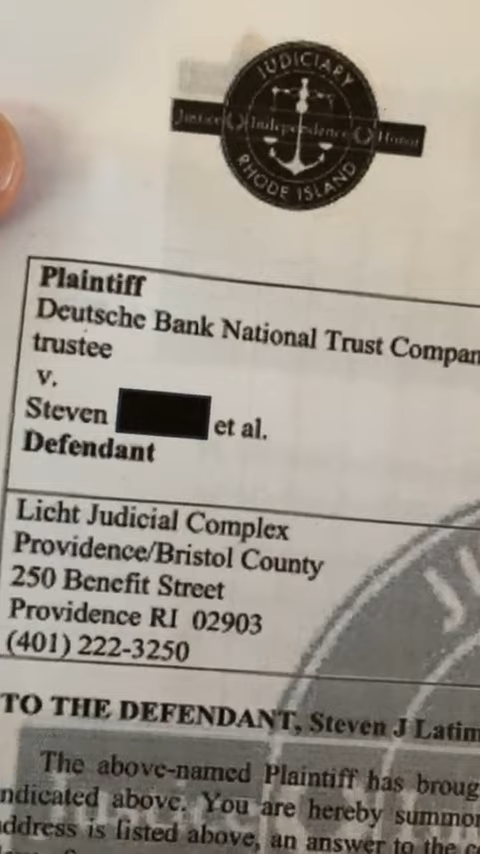 JUDICIARY
Justice Independence Honor
RHODE ISLAND
Plaintiff
Deutsche Bank National Trust Compan
trustee
v.
Steven et al.
Defendant
Licht Judicial Complex
Providence/Bristol County
250 Benefit Street
Providence RI 02903
(401) 222-3250
TO THE DEFENDANT, Steven J Latim
The above-named Plaintiff has broug
ndicated above. You are hereby summon
address is listed above, an answer to the c